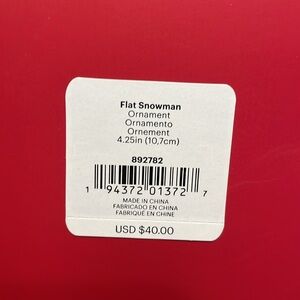 Flat Snowman
Ornament
Ornamento
Ornement
4.25in (10,7cm)
892782
1 94372 01372 7
MADE IN CHINA
FABRICADO EN CHINA
FABRIQUÉ EN CHINE
USD $40.00